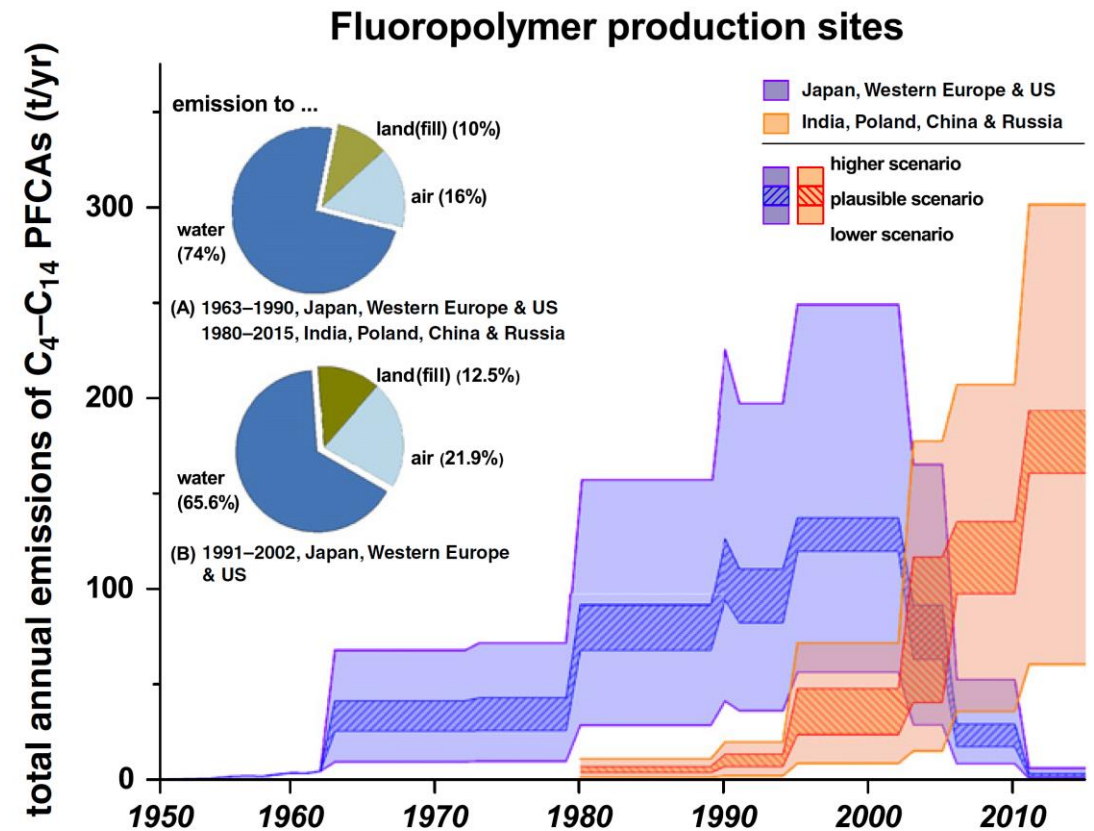 Fluoropolymer production sites
total annual emissions of C₄–C₁₄ PFCAs (t/yr)
300
200
100
0
emission to ...
land(fill) (10%)
air (16%)
water
(74%)
(A) 1963–1990, Japan, Western Europe & US
1980–2015, India, Poland, China & Russia
land(fill) (12.5%)
air (21.9%)
water
(65.6%)
(B) 1991–2002, Japan, Western Europe
& US
Japan, Western Europe & US
India, Poland, China & Russia
higher scenario
plausible scenario
lower scenario
1950 1960 1970 1980 1990 2000 2010